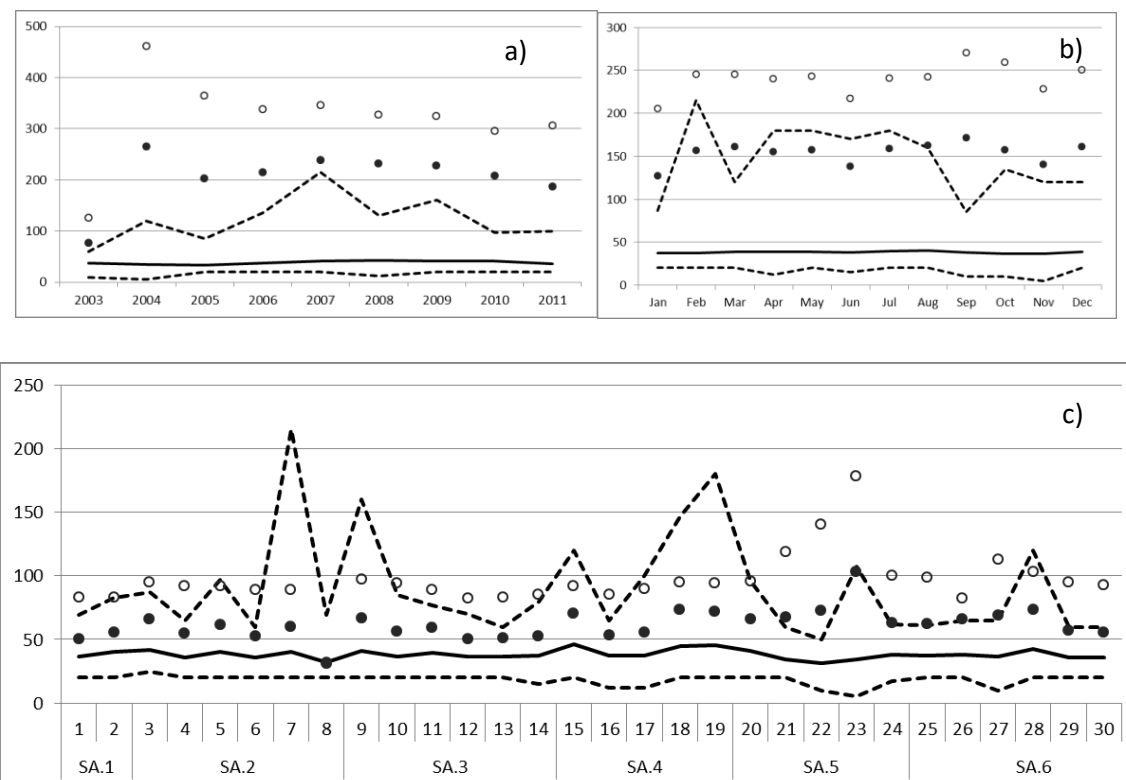 500
400
300
200
100
0
a)
2003 2004 2005 2006 2007 2008 2009 2010 2011
300
250
200
150
100
50
0
b)
Jan Feb Mar Apr May Jun Jul Aug Sep Oct Nov Dec
250
200
150
100
50
0
c)
1 2 3 4 5 6 7 8 9 10 11 12 13 14 15 16 17 18 19 20 21 22 23 24 25 26 27 28 29 30
SA.1 SA.2 SA.3 SA.4 SA.5 SA.6